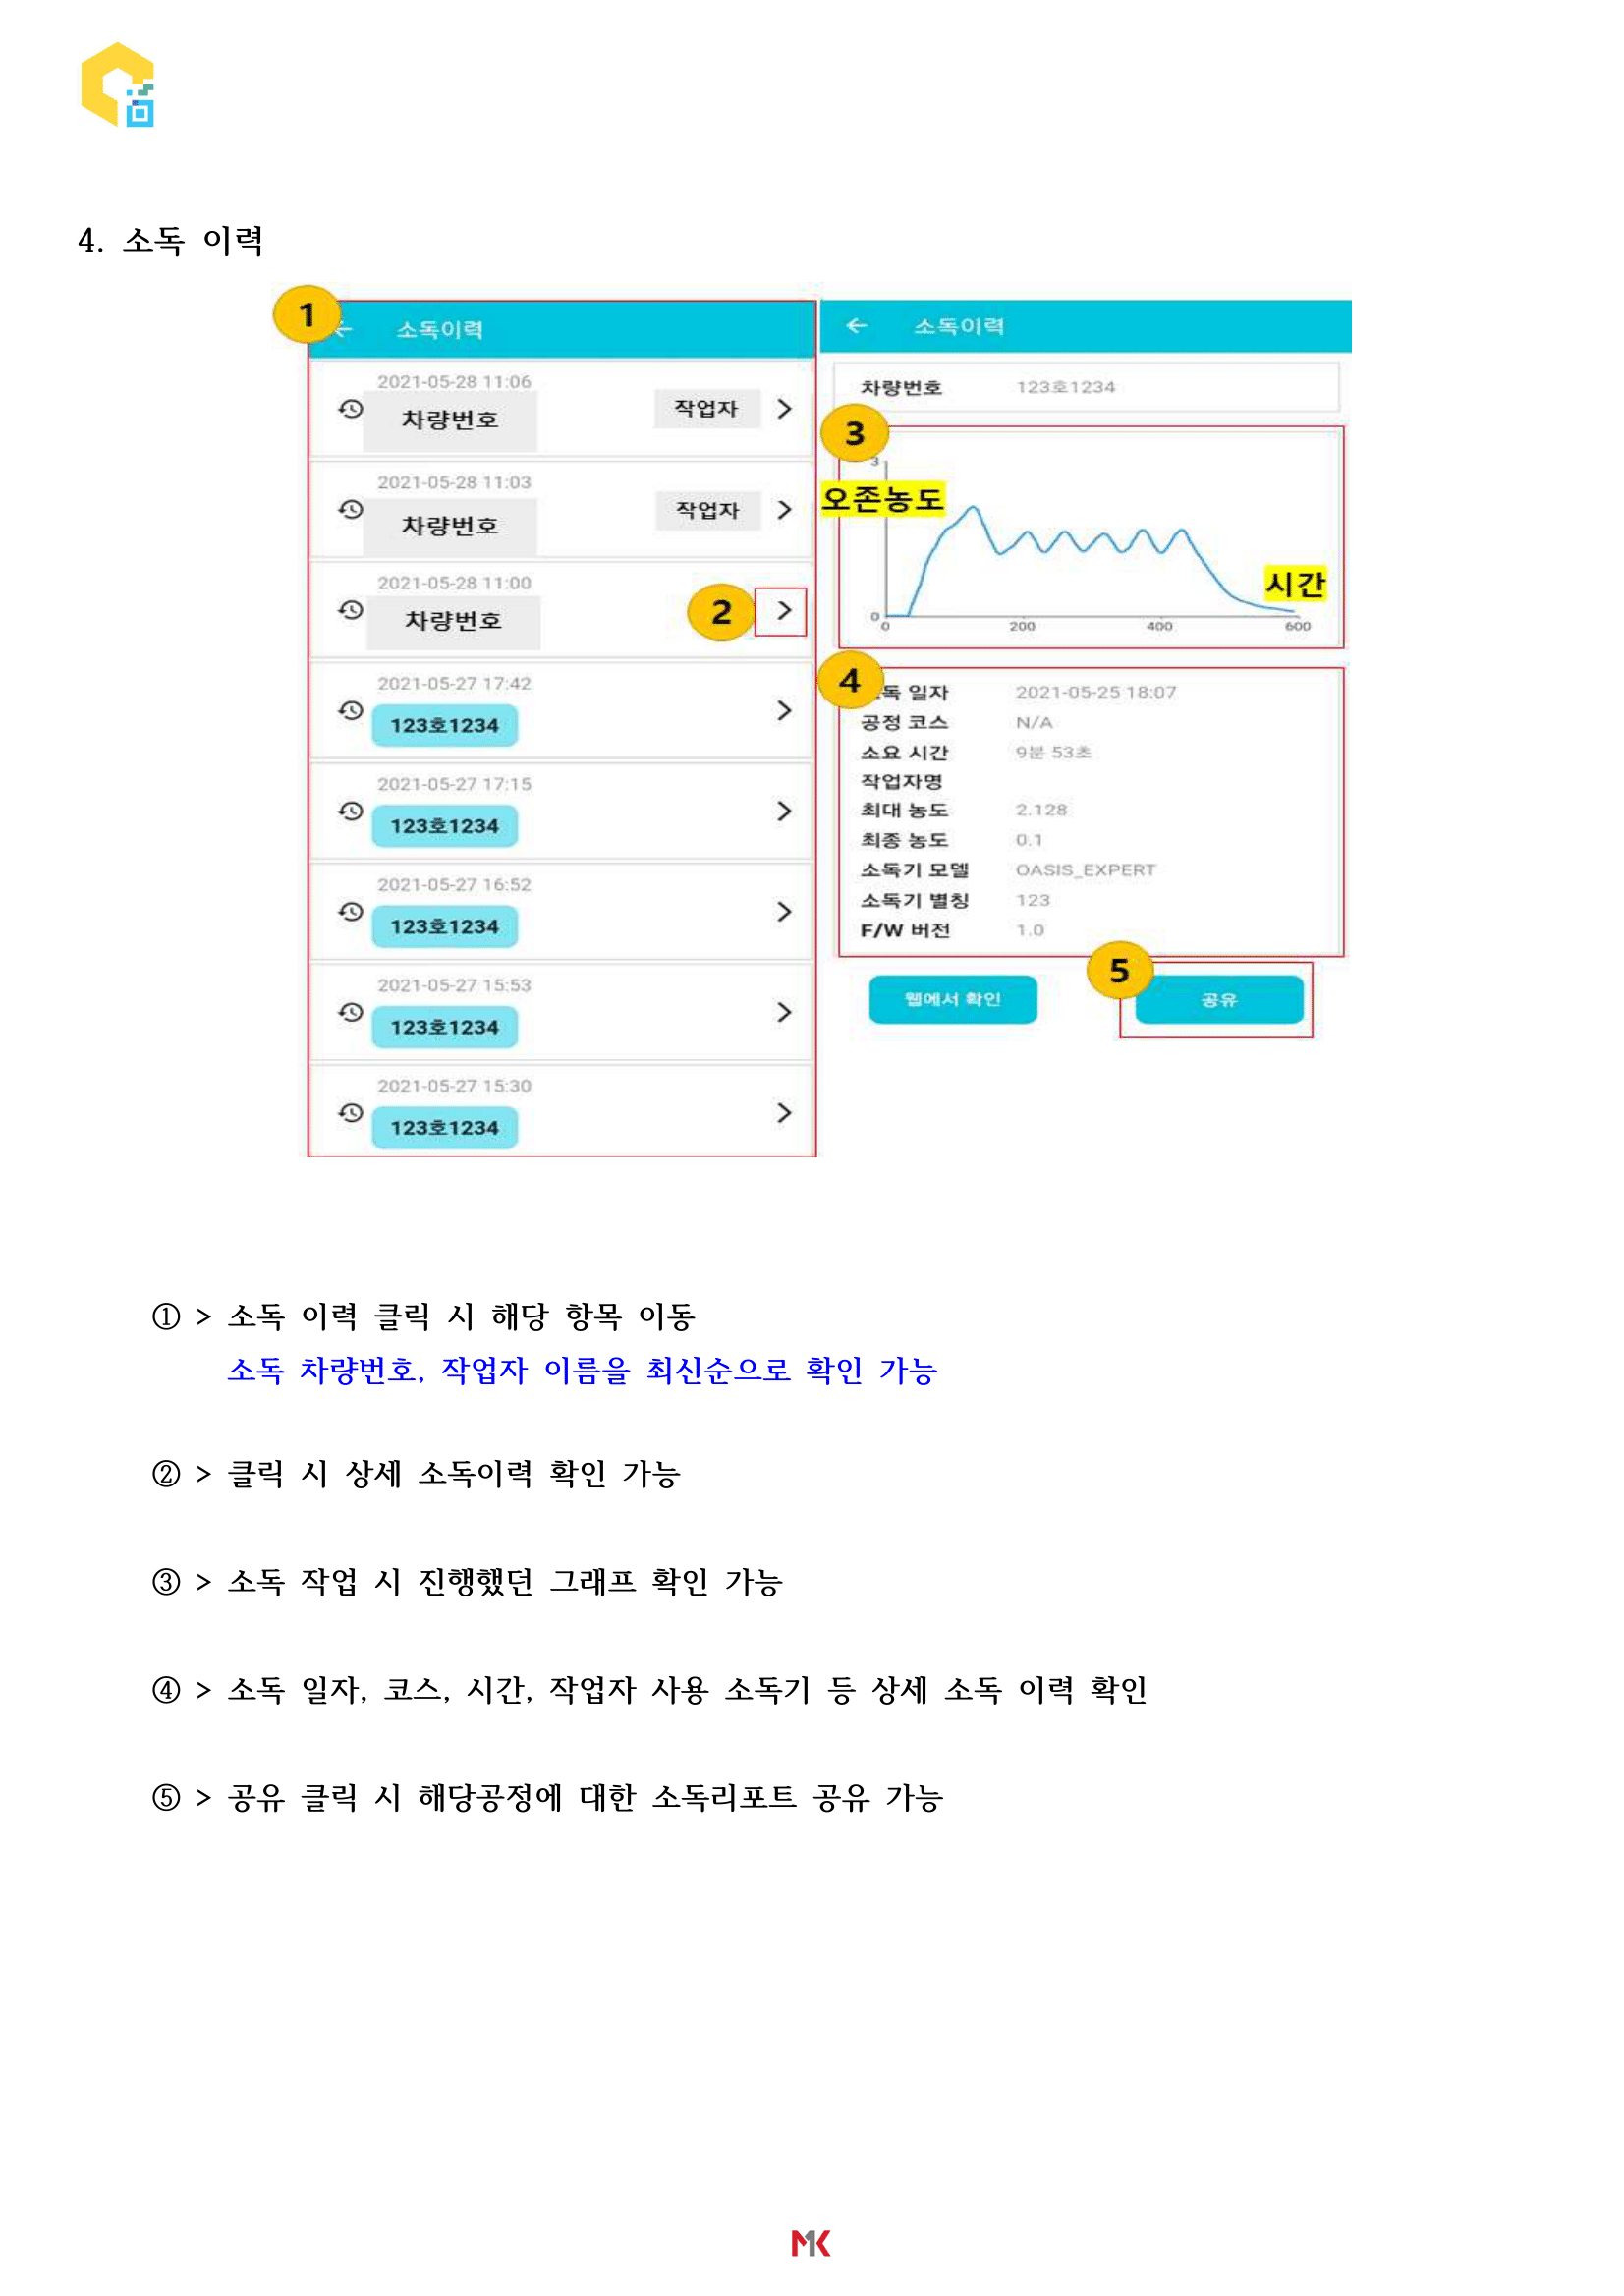 4. 소독 이력
1
소독이력
2021-05-28 11:06
차량번호
작업자
2021-05-28 11:03
차량번호
작업자
2021-05-28 11:00
차량번호
2
2021-05-27 17:42
123호1234
2021-05-27 17:15
123호1234
2021-05-27 16:52
123호1234
2021-05-27 15:53
123호1234
2021-05-27 15:30
123호1234
소독이력
차량번호 123호1234
3
3
오존농도
시간
0
0 200 400 600
4
독 일자 2021-05-25 18:07
공정 코스 N/A
소요 시간 9분 53초
작업자명
최대 농도 2.128
최종 농도 0.1
소독기 모델 OASIS_EXPERT
소독기 별칭 123
F/W 버전 1.0
5
웹에서 확인 공유
① > 소독 이력 클릭 시 해당 항목 이동
소독 차량번호, 작업자 이름을 최신순으로 확인 가능
② > 클릭 시 상세 소독이력 확인 가능
③ > 소독 작업 시 진행했던 그래프 확인 가능
④ > 소독 일자, 코스, 시간, 작업자 사용 소독기 등 상세 소독 이력 확인
⑤ > 공유 클릭 시 해당공정에 대한 소독리포트 공유 가능
MK